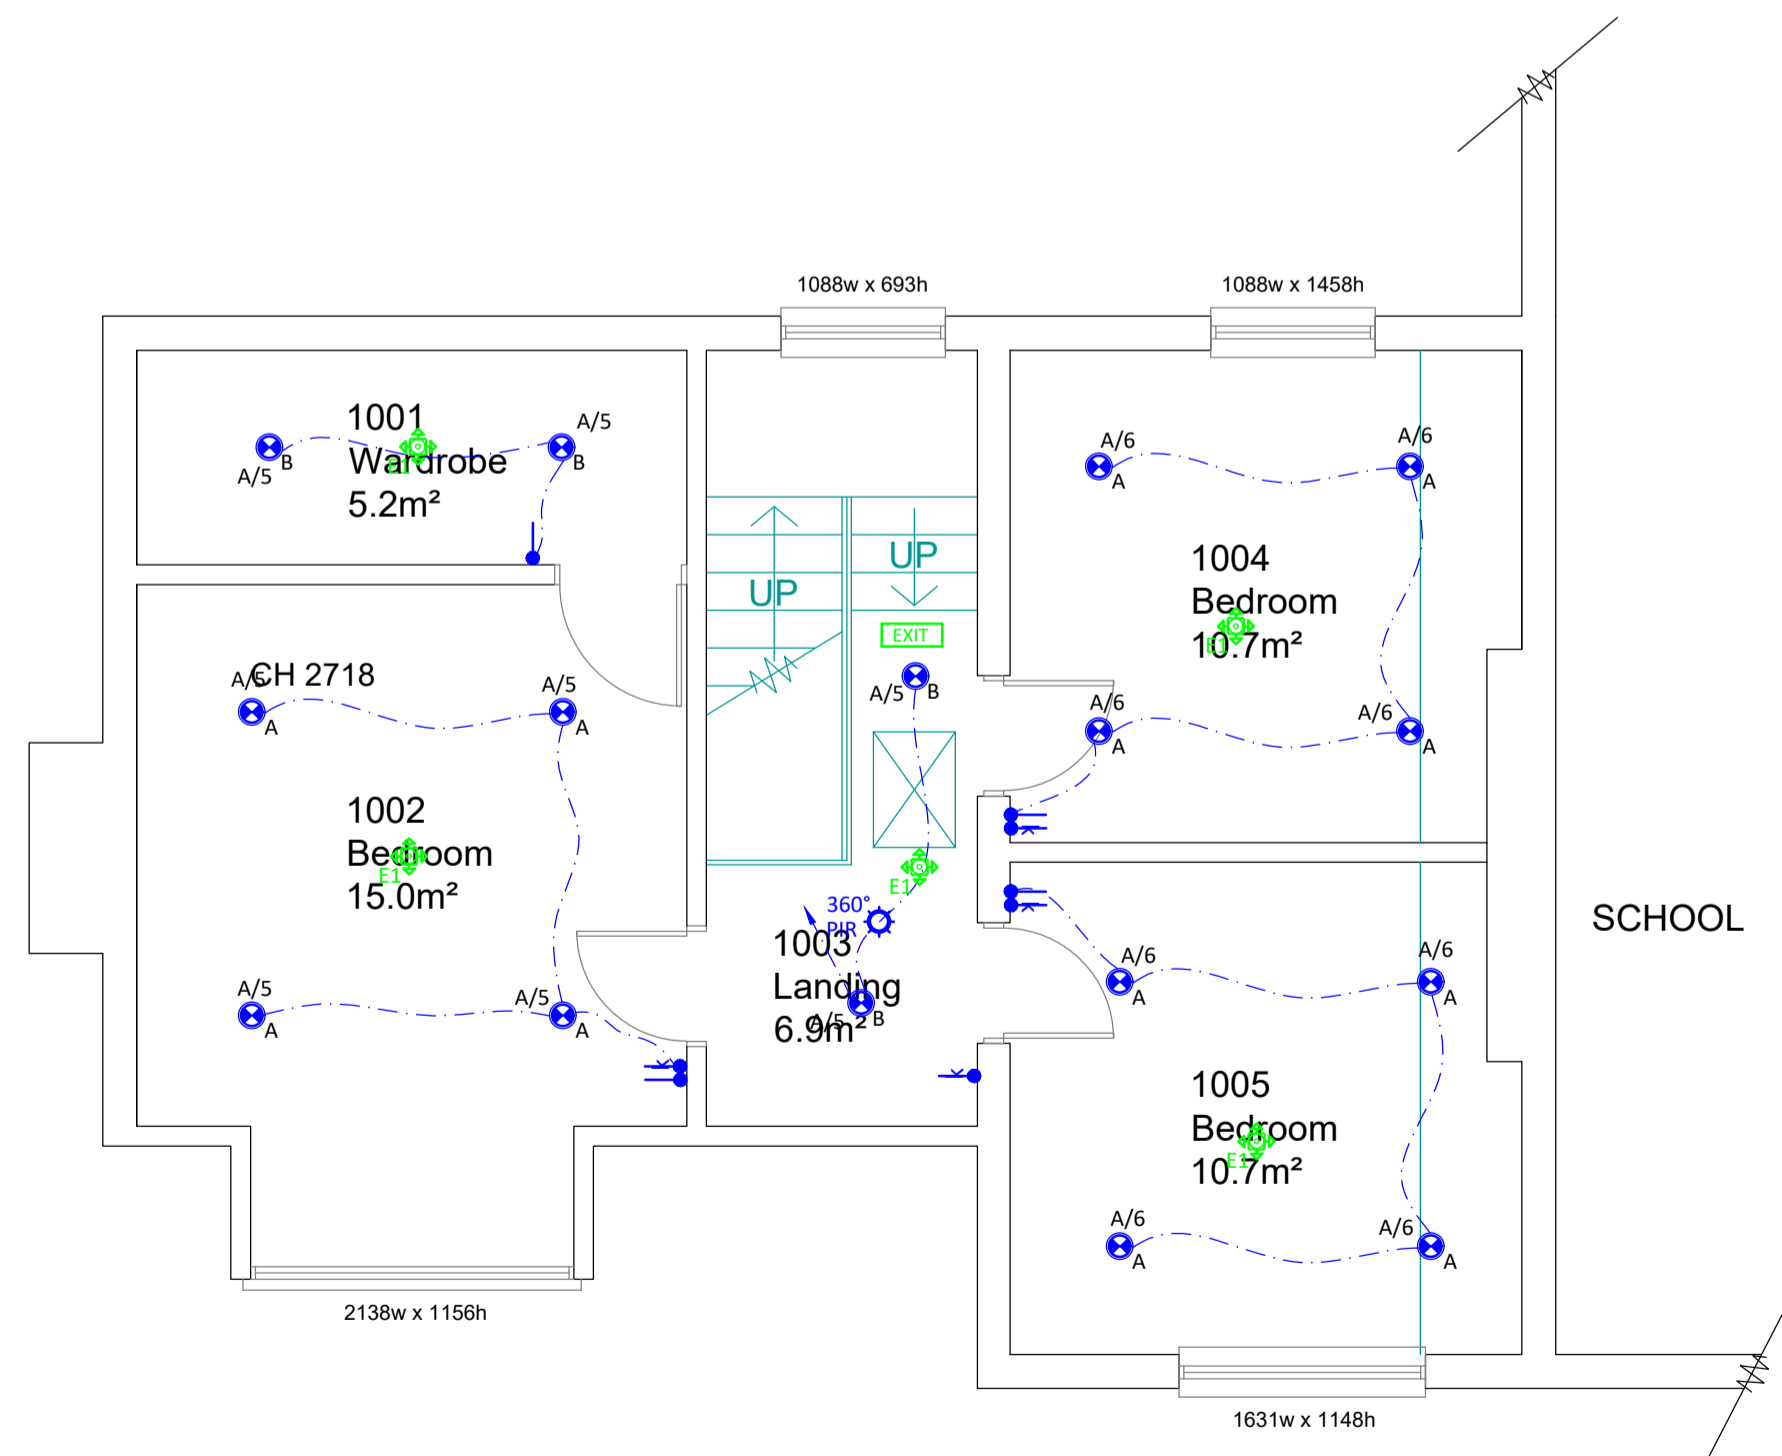 1088w x 693h
1088w x 1458h
1001
Wardrobe
5.2m²
A/5
B
A/5
B
E1
A/6
A
A/6
A
UP
UP
EXIT
1004
Bedroom
10.7m²
E1
CH 2718
A/5
A
A/5
A
A/5
B
A/6
A
A/6
A
1002
Bedroom
15.0m²
E1
K
E1
360°
PIR
1003
Landing
6.9m²
A/5
B
K
SCHOOL
A/5
A
A/5
A
K
K
A/6
A
A/6
A
1005
Bedroom
10.7m²
E1
A/6
A
A/6
A
2138w x 1156h
1631w x 1148h